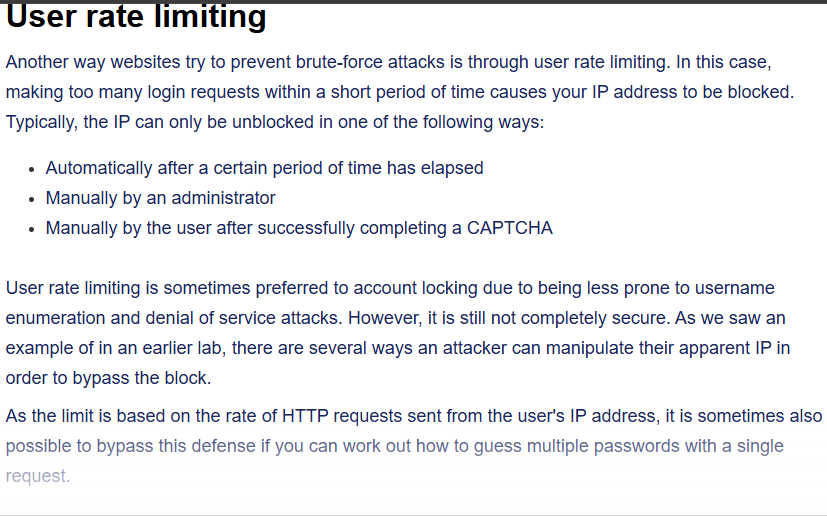 User rate limiting
Another way websites try to prevent brute-force attacks is through user rate limiting. In this case,
making too many login requests within a short period of time causes your IP address to be blocked.
Typically, the IP can only be unblocked in one of the following ways:
• Automatically after a certain period of time has elapsed
• Manually by an administrator
• Manually by the user after successfully completing a CAPTCHA
User rate limiting is sometimes preferred to account locking due to being less prone to username
enumeration and denial of service attacks. However, it is still not completely secure. As we saw an
example of in an earlier lab, there are several ways an attacker can manipulate their apparent IP in
order to bypass the block.
As the limit is based on the rate of HTTP requests sent from the user's IP address, it is sometimes also
possible to bypass this defense if you can work out how to guess multiple passwords with a single
request.